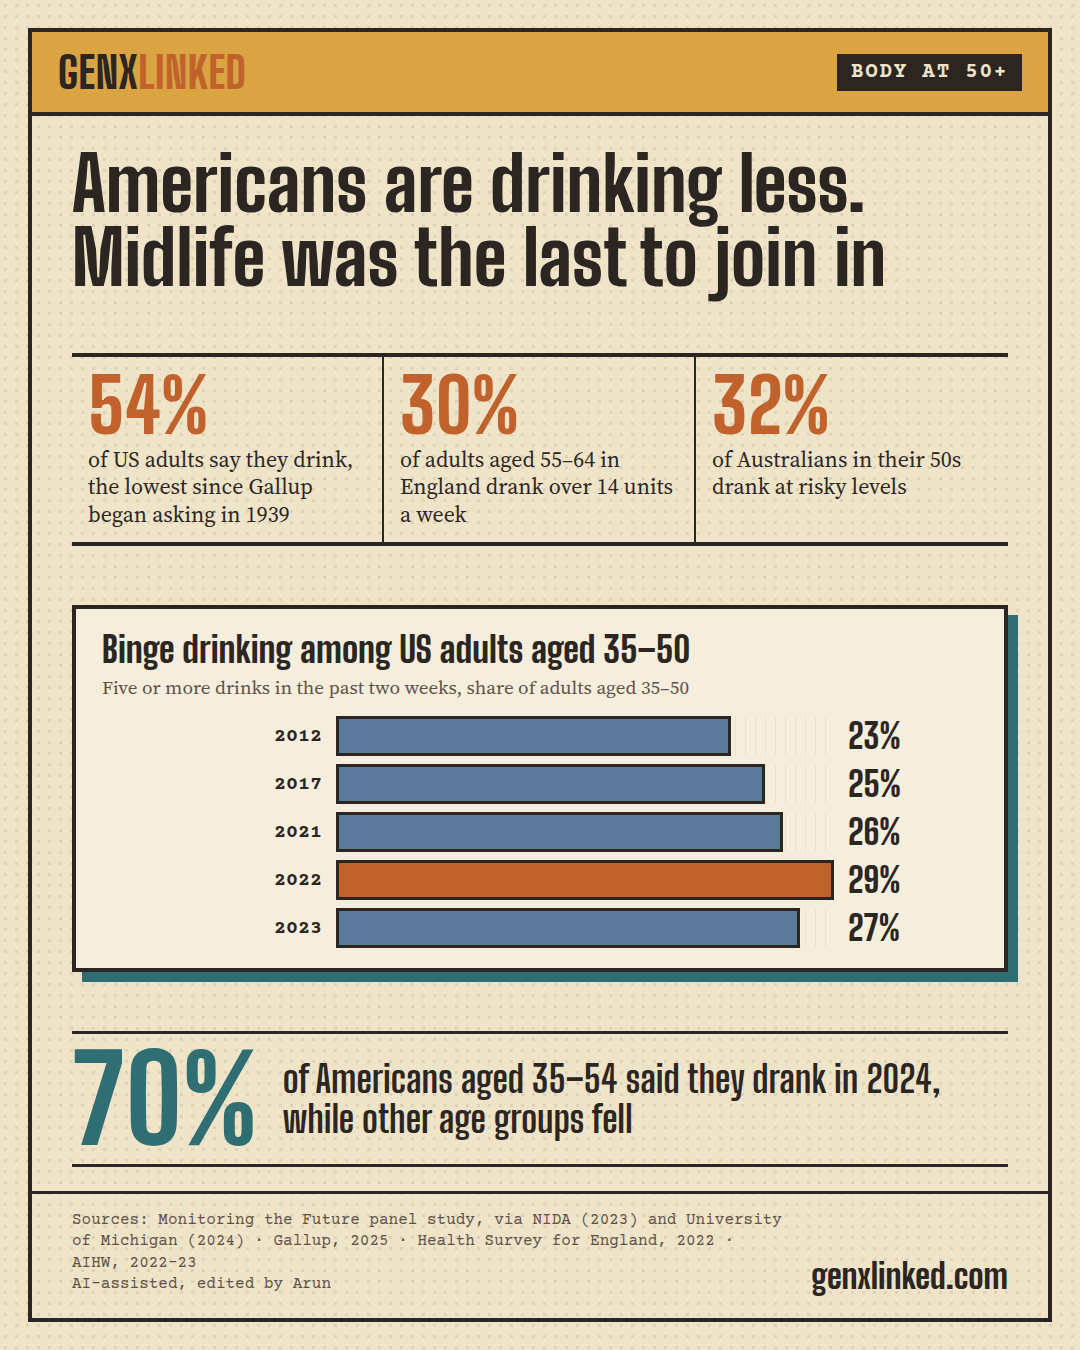 GENXLINKED
BODY AT 50+
Americans are drinking less.
Midlife was the last to join in
54%
of US adults say they drink,
the lowest since Gallup
began asking in 1939
30%
of adults aged 55–64 in
England drank over 14 units
a week
32%
of Australians in their 50s
drank at risky levels
Binge drinking among US adults aged 35–50
Five or more drinks in the past two weeks, share of adults aged 35–50
2012 23%
2017 25%
2021 26%
2022 29%
2023 27%
70%
of Americans aged 35–54 said they drank in 2024,
while other age groups fell
Sources: Monitoring the Future panel study, via NIDA (2023) and University
of Michigan (2024) · Gallup, 2025 · Health Survey for England, 2022 ·
AIHW, 2022–23
AI-assisted, edited by Arun
genxlinked.com